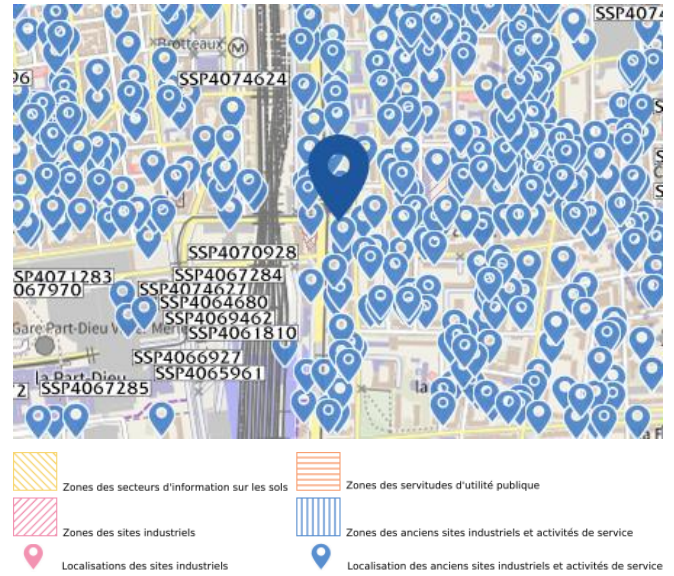 SSP4074
Brotteaux M
96
SSP4074624
SSP4070928
SSP4071283
SSP4067284
067970
SSP4074627
SSP4064680
SSP4069462
Gare Part-Dieu
SSP4061810
SSP4066927
la Part-Dieu
SSP4065961
2
SSP4067285
la
Zones des secteurs d'information sur les sols
Zones des servitudes d'utilité publique
Zones des sites industriels
Zones des anciens sites industriels et activités de service
Localisations des sites industriels
Localisation des anciens sites industriels et activités de service